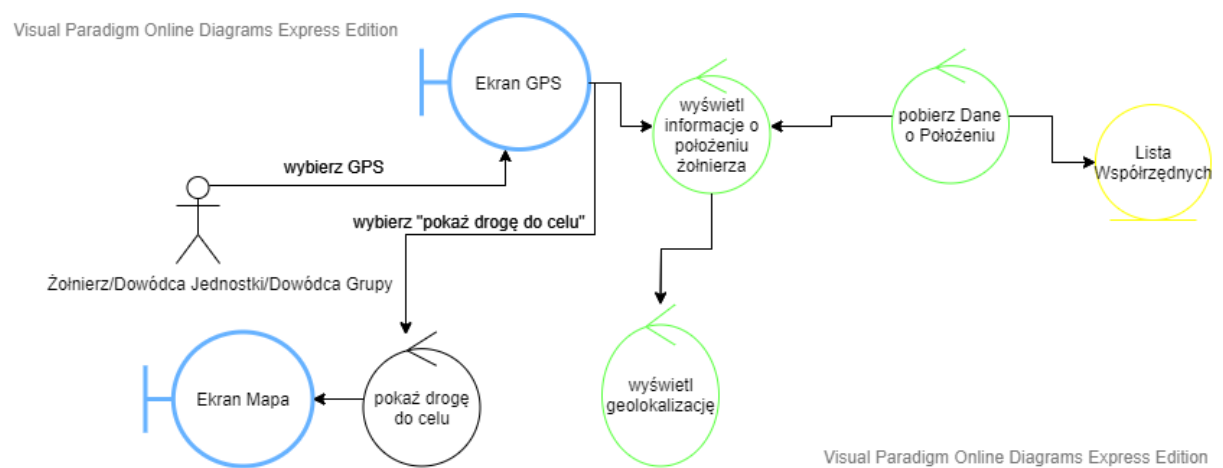 Visual Paradigm Online Diagrams Express Edition
Ekran GPS
wyświetl
informacje o
położeniu
żołnierza
pobierz Dane
o Położeniu
Lista
Współrzędnych
wybierz GPS
wybierz "pokaż drogę do celu"
Żołnierz/Dowódca Jednostki/Dowódca Grupy
Ekran Mapa
pokaż drogę
do celu
wyświetl
geolokalizację
Visual Paradigm Online Diagrams Express Edition